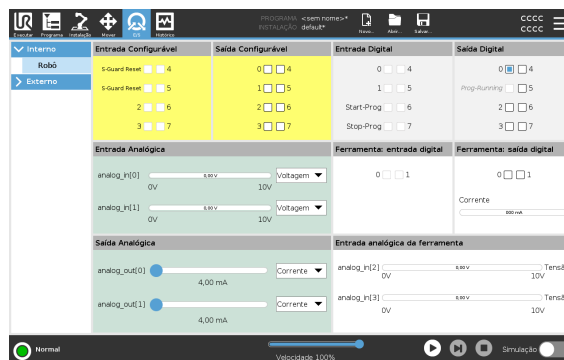 PROGRAMA <sem nome>*
INSTALAÇÃO default*
CCCC
CCCC
Executar Programa Instalação Mover E/S Histórico Novo... Abrir... Salvar...
Interno
Robô
Externo
Entrada Configurável
S-Guard Reset 4
S-Guard Reset 5
2 6
3 7
Saída Configurável
0 4
1 5
2 6
3 7
Entrada Digital
0 4
1 5
Start-Prog 6
Stop-Prog 7
Saída Digital
0 4
Prog-Running 5
2 6
3 7
Entrada Analógica
analog_in[0] 0,00 V Voltagem
0V 10V
analog_in[1] 0,00 V Voltagem
0V 10V
Ferramenta: entrada digital
0 1
Ferramenta: saída digital
0 1
Corrente
000 mA
Saída Analógica
analog_out[0] Corrente
4,00 mA
analog_out[1] Corrente
4,00 mA
Entrada analógica da ferramenta
analog_in[2] 0,00 V Tensã
0V 10V
analog_in[3] 0,00 V Tensã
0V 10V
Normal
Velocidade 100%
Simulação